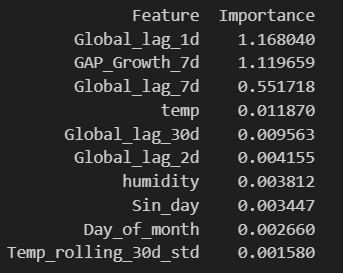 Feature Importance
Global_lag_1d 1.168040
GAP_Growth_7d 1.119659
Global_lag_7d 0.551718
temp 0.011870
Global_lag_30d 0.009563
Global_lag_2d 0.004155
humidity 0.003812
Sin_day 0.003447
Day_of_month 0.002660
Temp_rolling_30d_std 0.001580